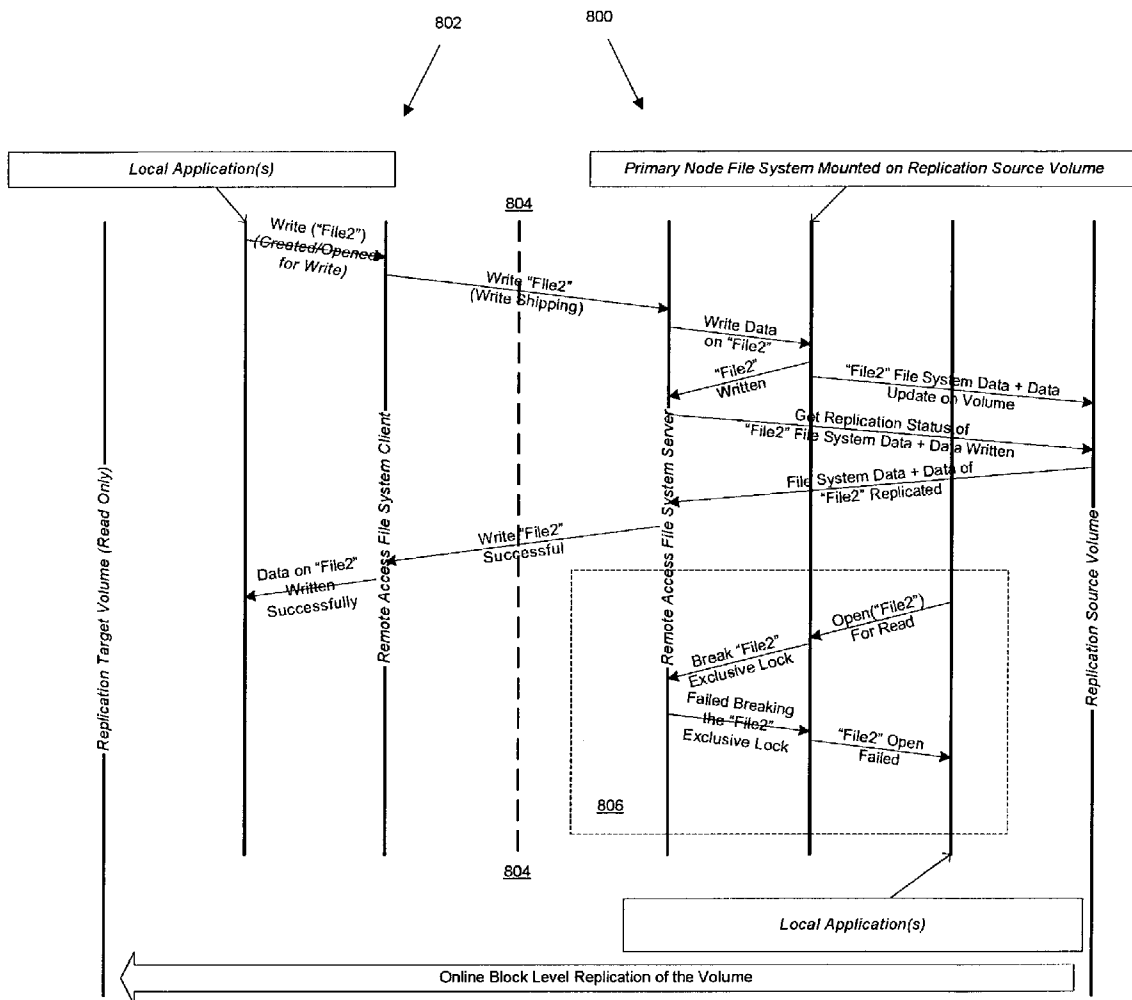 802
800
Local Application(s)
Primary Node File System Mounted on Replication Source Volume
804
Write ("File2")
(Created/Opened
for Write)
Write "File2"
(Write Shipping)
Write Data
on "File2"
"File2"
Written
"File2" File System Data + Data
Update on Volume
Get Replication Status of
"File2" File System Data + Data Written
File System Data + Data of
"File2" Replicated
Write "File2"
Successful
Data on "File2"
Written
Successfully
Replication Target Volume (Read Only)
Remote Access File System Client
Remote Access File System Server
Replication Source Volume
Open("File2")
For Read
Break "File2"
Exclusive Lock
Failed Breaking
the "File2"
Exclusive Lock
"File2" Open
Failed
806
804
Local Application(s)
Online Block Level Replication of the Volume